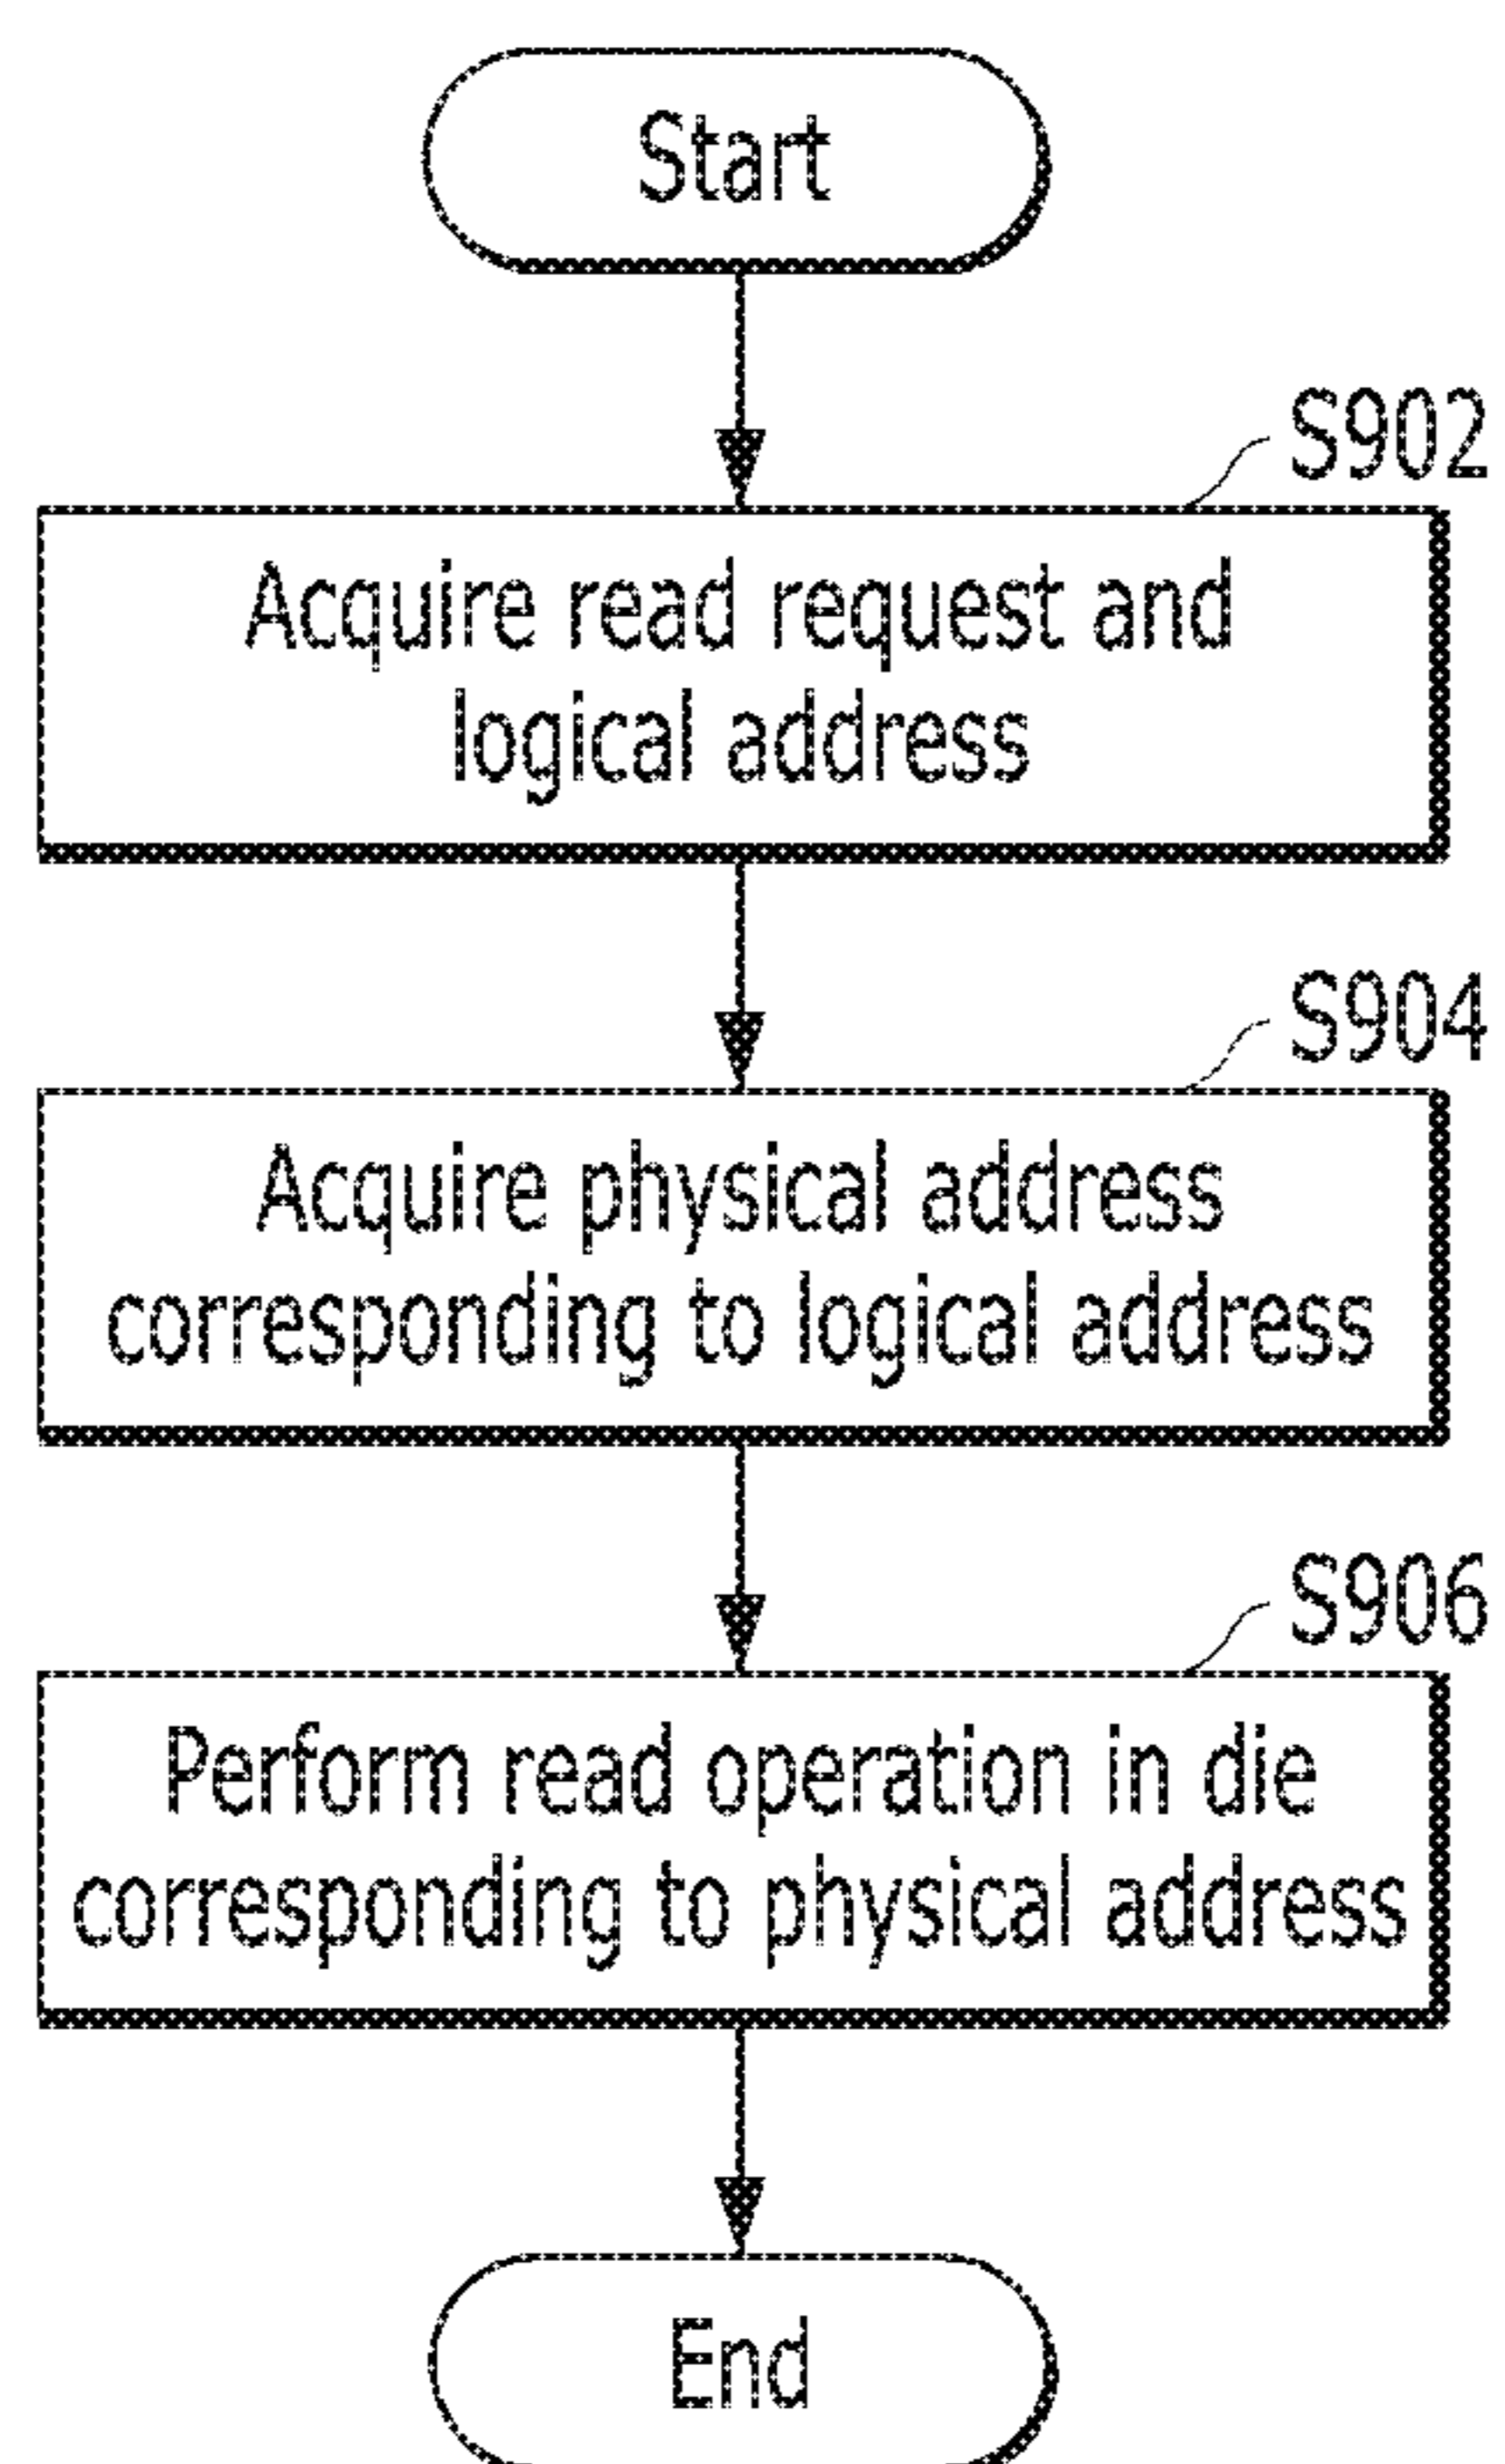 Start
S902
Acquire read request and
logical address
S904
Acquire physical address
corresponding to logical address
S906
Perform read operation in die
corresponding to physical address
End